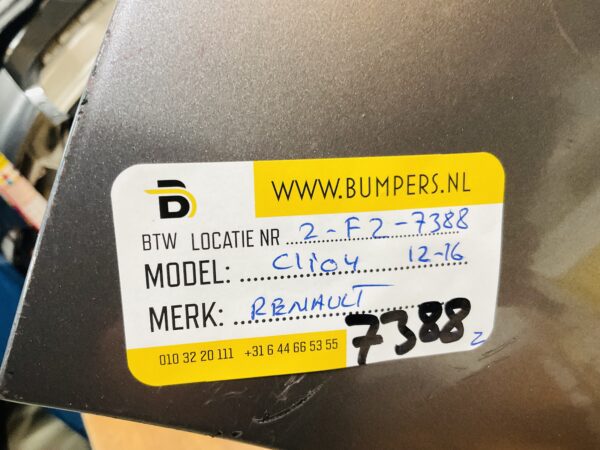 B
WWW.BUMPERS.NL
BTW LOCATIE NR 2-F2-7388
MODEL: Clio4 12-16
MERK: RENAULT
010 32 20 111 +31 6 44 66 53 55
7388 2